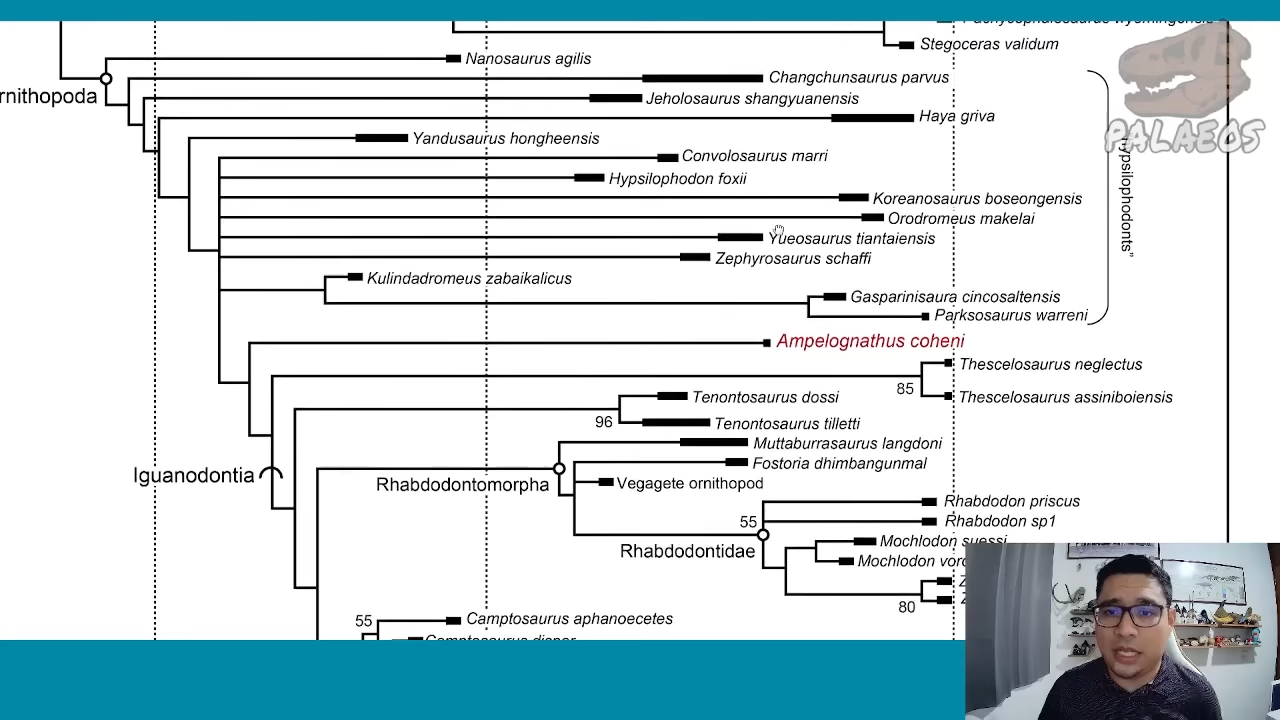 Stegoceras validum
Nanosaurus agilis
Changchunsaurus parvus
rnithopoda
Jeholosaurus shangyuanensis
Haya griva
PALAEOS
Yandusaurus hongheensis
Convolosaurus marri
Hypsilophodon foxii
Koreanosaurus boseongensis
ypsilophodonts”
Orodromeus makelai
Yueosaurus tiantaiensis
Zephyrosaurus schaffi
Kulindadromeus zabaikalicus
Gasparinisaura cincosaltensis
Parksosaurus warreni
Ampelognathus coheni
Thescelosaurus neglectus
85
Thescelosaurus assiniboiensis
Tenontosaurus dossi
96
Tenontosaurus tilletti
Muttaburrasaurus langdoni
Fostoria dhimbangunmal
Iguanodontia
Rhabdodontomorpha
Vegagete ornithopod
Rhabdodon priscus
55
Rhabdodon sp1
Mochlodon suessi
Rhabdodontidae
Mochlodon voro
80
55
Camptosaurus aphanoecetes